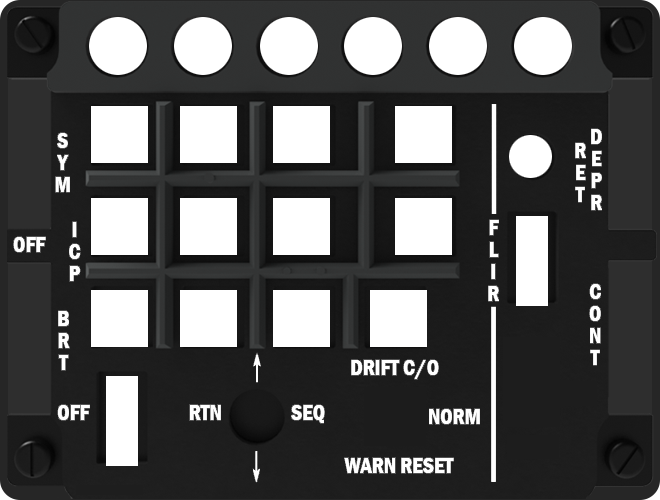 SYM
RET
DEPR
OFF
ICP
FLIR
BRT
CONT
DRIFT C/O
OFF
RTN
SEQ
NORM
WARN RESET